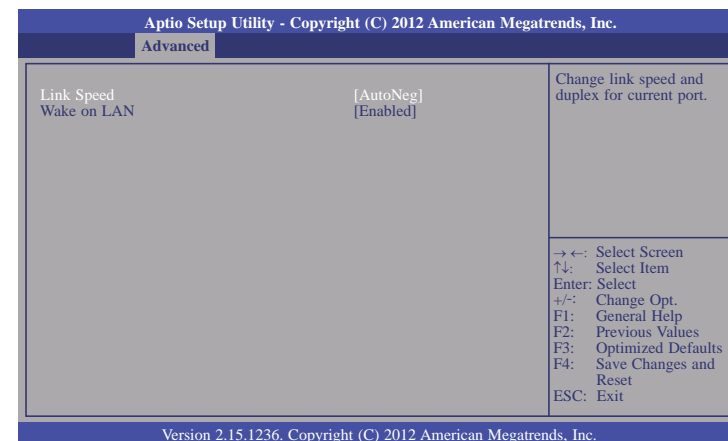 Aptio Setup Utility - Copyright (C) 2012 American Megatrends, Inc.
Advanced
Link Speed [AutoNeg]
Wake on LAN [Enabled]
Change link speed and
duplex for current port.
→ ←: Select Screen
↑↓: Select Item
Enter: Select
+/-: Change Opt.
F1: General Help
F2: Previous Values
F3: Optimized Defaults
F4: Save Changes and
Reset
ESC: Exit
Version 2.15.1236. Copyright (C) 2012 American Megatrends, Inc.